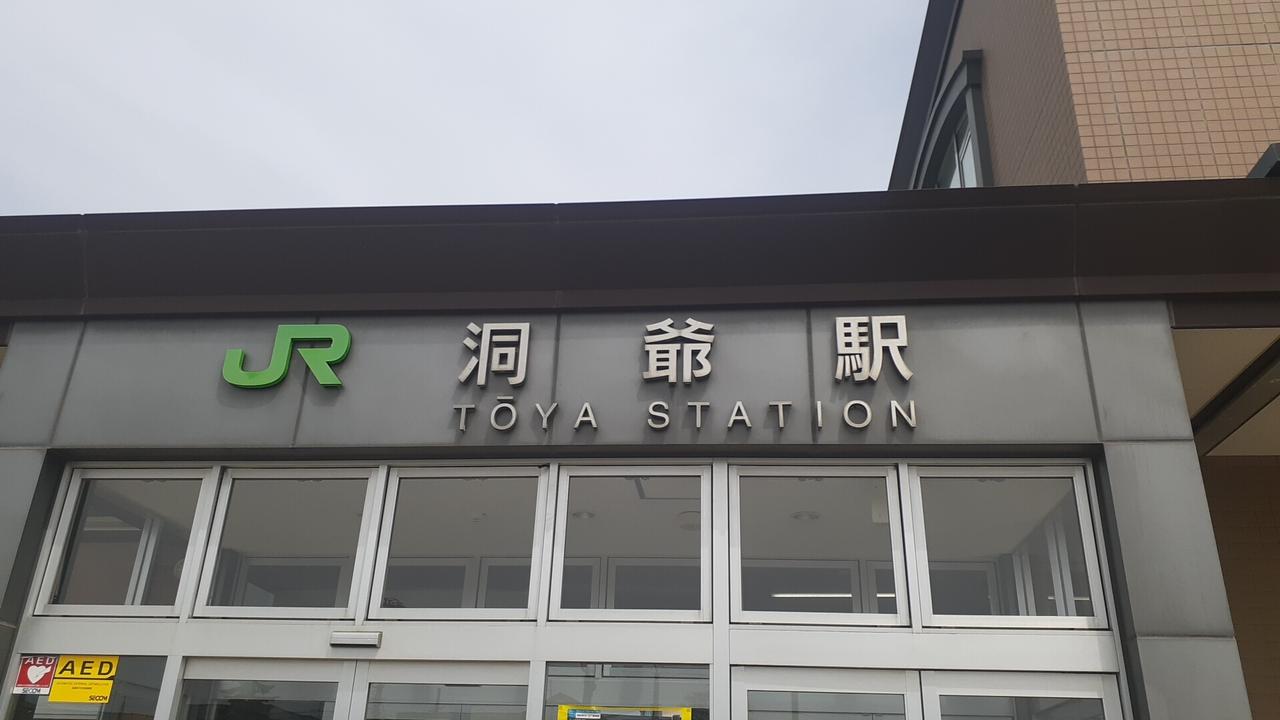 JR 洞爺駅
TŌYA STATION
AED
SECOM
AED
SECOM